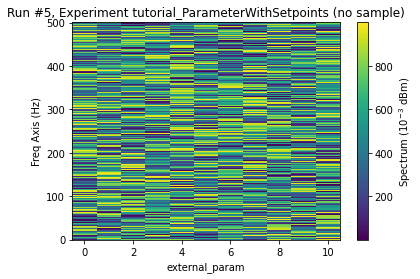 Run #5, Experiment tutorial_ParameterWithSetpoints (no sample)
500
400
300
200
100
0
Freq Axis (Hz)
0 2 4 6 8 10
external_param
800
600
400
200
Spectrum (10⁻³ dBm)